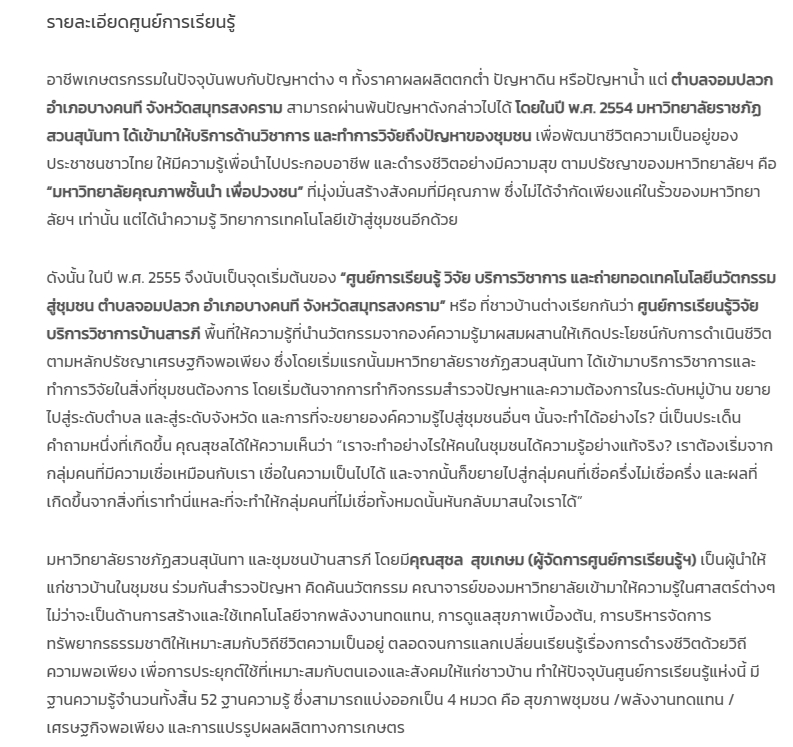 รายละเอียดศูนย์การเรียนรู้
อาชีพเกษตรกรรมในปัจจุบันพบกับปัญหาต่าง ๆ ทั้งราคาผลผลิตตกต่ำ ปัญหาดิน หรือปัญหาน้ำ แต่ ตำบลจอมปลวก
อำเภอบางคนที จังหวัดสมุทรสงคราม สามารถผ่านพ้นปัญหาดังกล่าวไปได้ โดยในปี พ.ศ. 2554 มหาวิทยาลัยราชภัฏ
สวนสุนันทา ได้เข้ามาให้บริการด้านวิชาการ และทำการวิจัยถึงปัญหาของชุมชน เพื่อพัฒนาชีวิตความเป็นอยู่ของ
ประชาชนชาวไทย ให้มีความรู้เพื่อนำไปประกอบอาชีพ และดำรงชีวิตอย่างมีความสุข ตามปรัชญาของมหาวิทยาลัยฯ คือ
“มหาวิทยาลัยคุณภาพชั้นนำ เพื่อปวงชน” ที่มุ่งมั่นสร้างสังคมที่มีคุณภาพ ซึ่งไม่ได้จำกัดเพียงแค่ในรั้วของมหาวิทยา
ลัยฯ เท่านั้น แต่ได้นำความรู้ วิทยาการเทคโนโลยีเข้าสู่ชุมชนอีกด้วย
ดังนั้น ในปี พ.ศ. 2555 จึงนับเป็นจุดเริ่มต้นของ “ศูนย์การเรียนรู้ วิจัย บริการวิชาการ และถ่ายทอดเทคโนโลยีนวัตกรรม
สู่ชุมชน ตำบลจอมปลวก อำเภอบางคนที จังหวัดสมุทรสงคราม” หรือ ที่ชาวบ้านต่างเรียกกันว่า ศูนย์การเรียนรู้วิจัย
บริการวิชาการบ้านสารภี พื้นที่ให้ความรู้ที่นำนวัตกรรมจากองค์ความรู้มาผสมผสานให้เกิดประโยชน์กับการดำเนินชีวิต
ตามหลักปรัชญาเศรษฐกิจพอเพียง ซึ่งโดยเริ่มแรกนั้นมหาวิทยาลัยราชภัฏสวนสุนันทา ได้เข้ามาบริการวิชาการและ
ทำการวิจัยในสิ่งที่ชุมชนต้องการ โดยเริ่มต้นจากการทำกิจกรรมสำรวจปัญหาและความต้องการในระดับหมู่บ้าน ขยาย
ไปสู่ระดับตำบล และสู่ระดับจังหวัด และการที่จะขยายองค์ความรู้ไปสู่ชุมชนอื่นๆ นั้นจะทำได้อย่างไร? นี่เป็นประเด็น
คำถามหนึ่งที่เกิดขึ้น คุณสุชลได้ให้ความเห็นว่า “เราจะทำอย่างไรให้คนในชุมชนได้ความรู้อย่างแท้จริง? เราต้องเริ่มจาก
กลุ่มคนที่มีความเชื่อเหมือนกับเรา เชื่อในความเป็นไปได้ และจากนั้นก็ขยายไปสู่กลุ่มคนที่เชื่อครึ่งไม่เชื่อครึ่ง และผลที่
เกิดขึ้นจากสิ่งที่เราทำนี่แหละที่จะทำให้กลุ่มคนที่ไม่เชื่อทั้งหมดนั้นหันกลับมาสนใจเราได้”
มหาวิทยาลัยราชภัฏสวนสุนันทา และชุมชนบ้านสารภี โดยมีคุณสุชล สุขเกษม (ผู้จัดการศูนย์การเรียนรู้ฯ) เป็นผู้นำให้
แก่ชาวบ้านในชุมชน ร่วมกันสำรวจปัญหา คิดค้นนวัตกรรม คณาจารย์ของมหาวิทยาลัยเข้ามาให้ความรู้ในศาสตร์ต่างๆ
ไม่ว่าจะเป็นด้านการสร้างและใช้เทคโนโลยีจากพลังงานทดแทน, การดูแลสุขภาพเบื้องต้น, การบริหารจัดการ
ทรัพยากรธรรมชาติให้เหมาะสมกับวิถีชีวิตความเป็นอยู่ ตลอดจนการแลกเปลี่ยนเรียนรู้เรื่องการดำรงชีวิตด้วยวิถี
ความพอเพียง เพื่อการประยุกต์ใช้ที่เหมาะสมกับตนเองและสังคมให้แก่ชาวบ้าน ทำให้ปัจจุบันศูนย์การเรียนรู้แห่งนี้ มี
ฐานความรู้จำนวนทั้งสิ้น 52 ฐานความรู้ ซึ่งสามารถแบ่งออกเป็น 4 หมวด คือ สุขภาพชุมชน /พลังงานทดแทน /
เศรษฐกิจพอเพียง และการแปรรูปผลผลิตทางการเกษตร